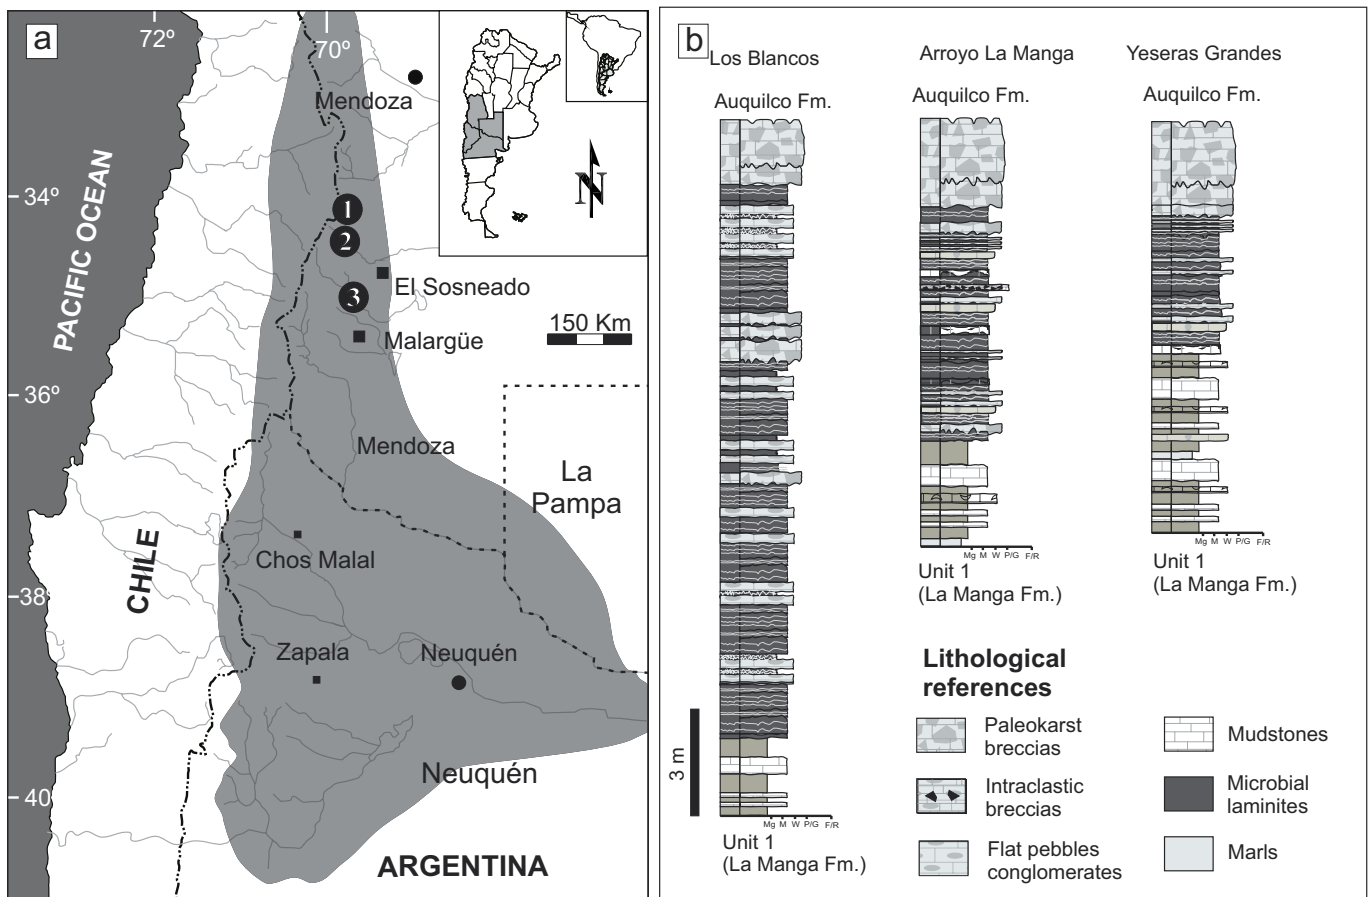 a
72º
70º
Mendoza
34º
PACIFIC OCEAN
1
2
3
El Sosneado
Malargüe
150 Km
N
36º
Mendoza
La
Pampa
CHILE
Chos Malal
38º
Zapala
Neuquén
Neuquén
40
ARGENTINA
b
Los Blancos
Arroyo La Manga
Yeseras Grandes
Auquilco Fm.
Auquilco Fm.
Auquilco Fm.
3 m
Mg M W P/G F/R
Unit 1
(La Manga Fm.)
Mg M W P/G F/R
Unit 1
(La Manga Fm.)
Mg M W P/G F/R
Unit 1
(La Manga Fm.)
Lithological
references
Paleokarst
breccias
Intraclastic
breccias
Flat pebbles
conglomerates
Mudstones
Microbial
laminites
Marls